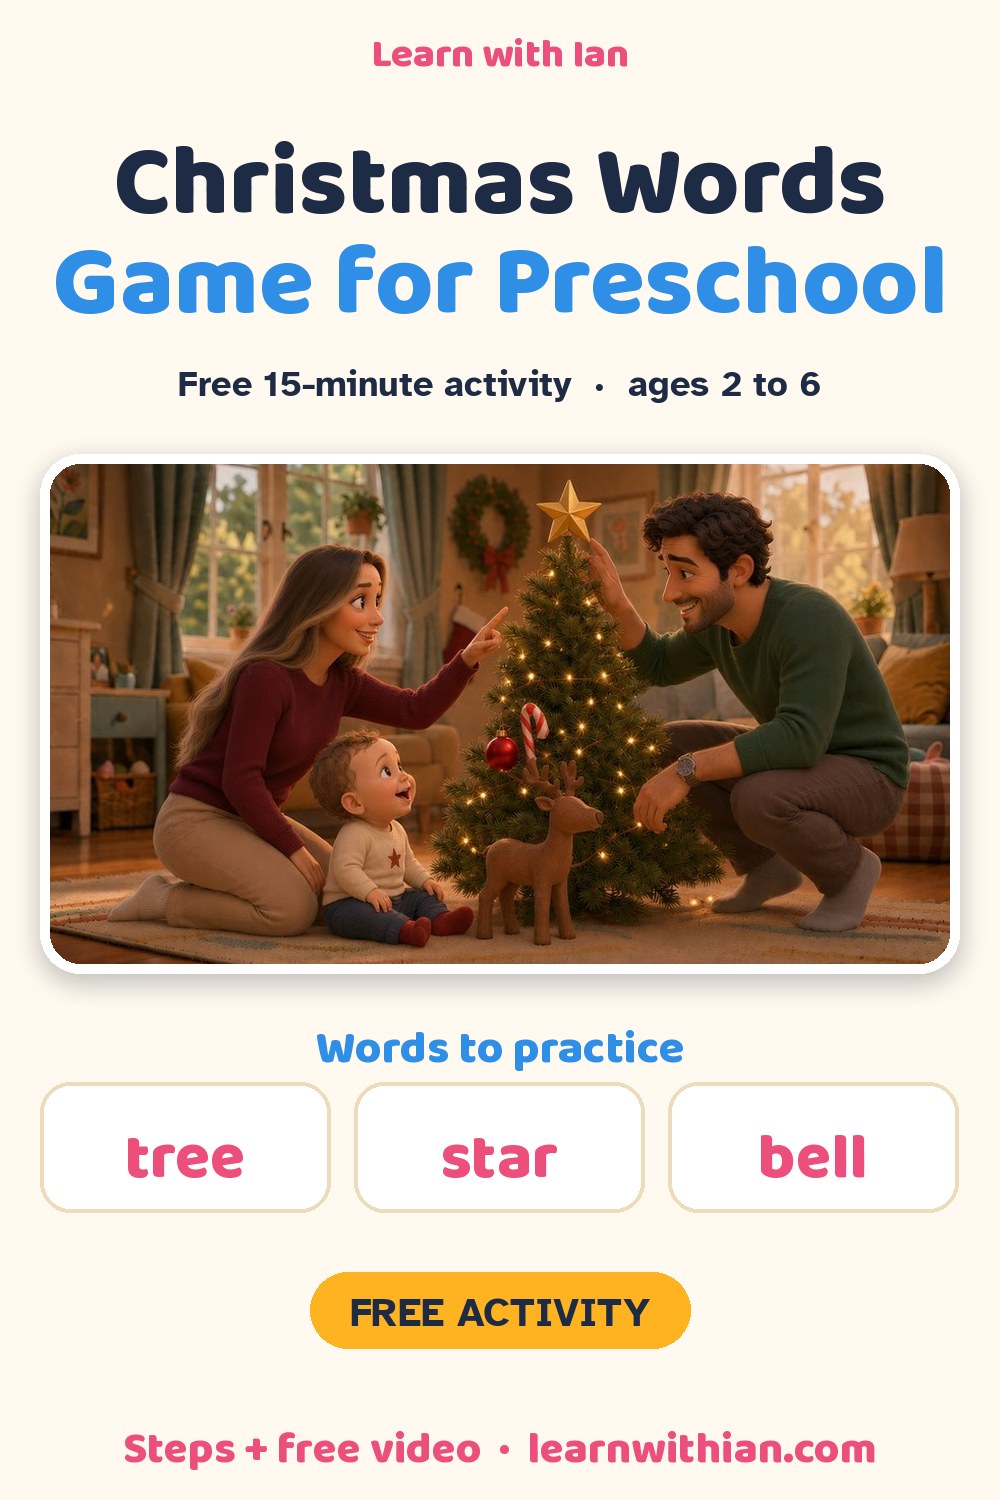 Learn with Ian
Christmas Words
Game for Preschool
Free 15-minute activity · ages 2 to 6
Words to practice
tree
star
bell
FREE ACTIVITY
Steps + free video · learnwithian.com